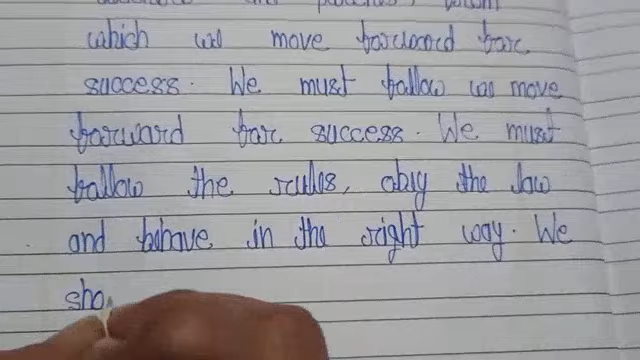 which we move forward for
success. We must follow us move
forward for success. We must
follow the rules, obey the law
and behave in the right way. We
sho